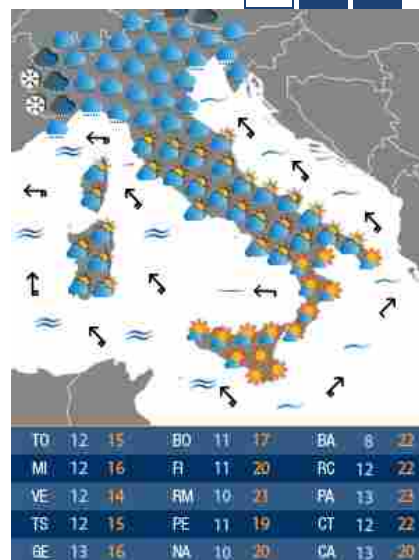 TO 12 15 BO 11 17 BA 8 22
MI 12 16 FI 11 20 RC 12 22
VE 12 14 RM 10 23 PA 13 23
TS 12 15 PE 11 19 CT 12 22
GE 13 16 NA 10 20 CA 13 20